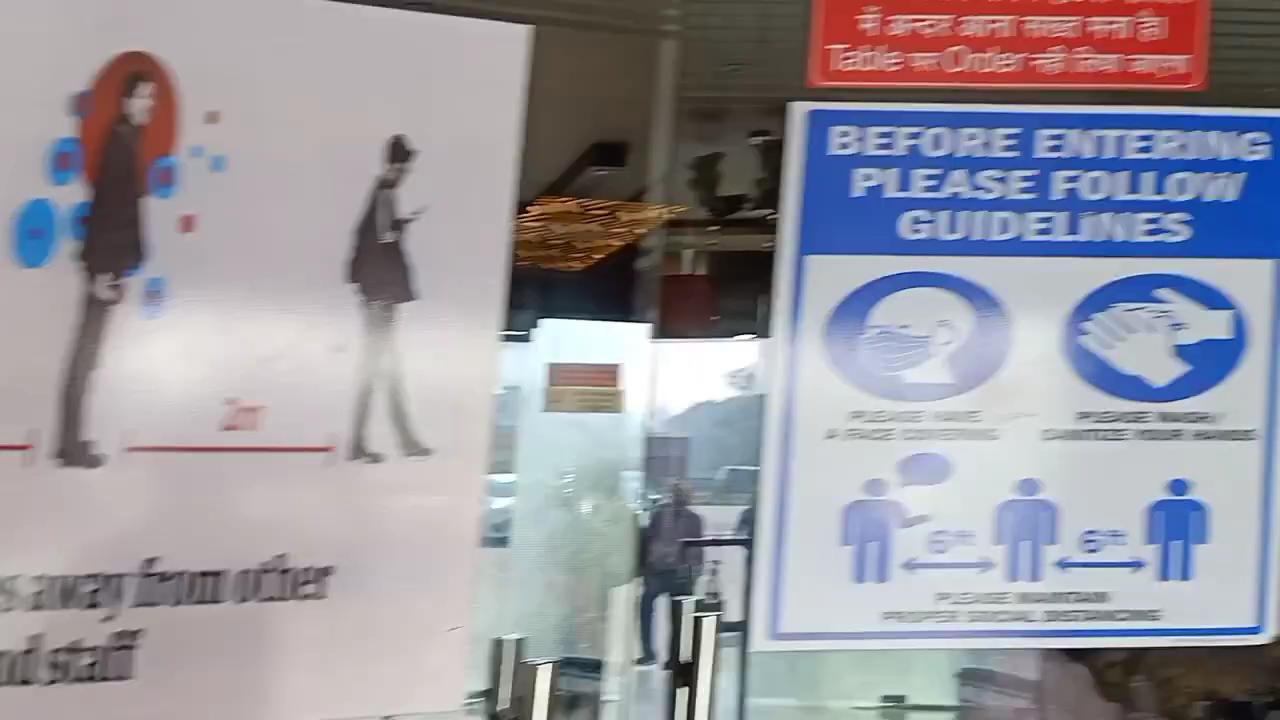 में अन्दर आना सख्त मना है।
Table पर Order नहीं लिया जाएगा
BEFORE ENTERING
PLEASE FOLLOW
GUIDELINES
PLEASE HAVE
A FACE COVERING
PLEASE WASH/
SANITIZE YOUR HANDS
6ft
6ft
PLEASE MAINTAIN
PROPER SOCIAL DISTANCING
2m
s away from other
nd staff